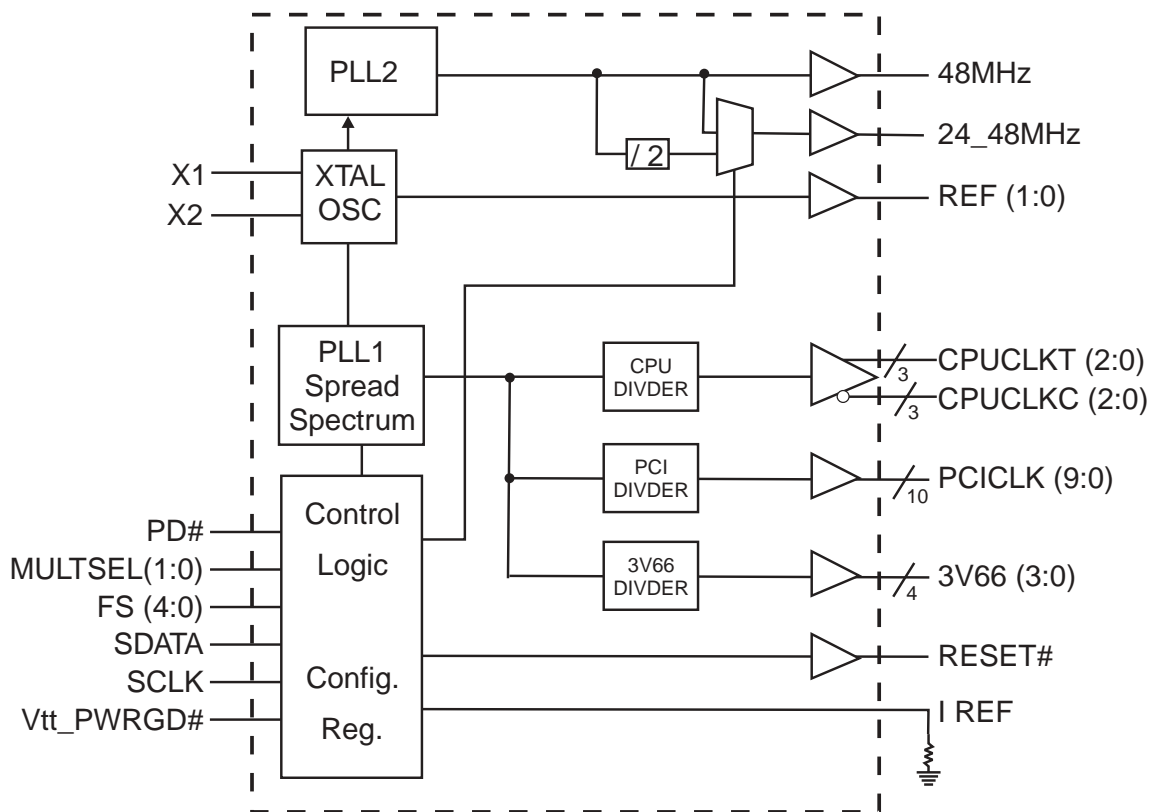 PLL2
48MHz
/ 2
24_48MHz
X1
X2
XTAL
OSC
REF (1:0)
PLL1
Spread
Spectrum
CPU
DIVDER
3
CPUCLKT (2:0)
3
CPUCLKC (2:0)
PCI
DIVDER
10
PCICLK (9:0)
3V66
DIVDER
4
3V66 (3:0)
PD#
MULTSEL(1:0)
FS (4:0)
SDATA
SCLK
Vtt_PWRGD#
Control
Logic
Config.
Reg.
RESET#
I REF